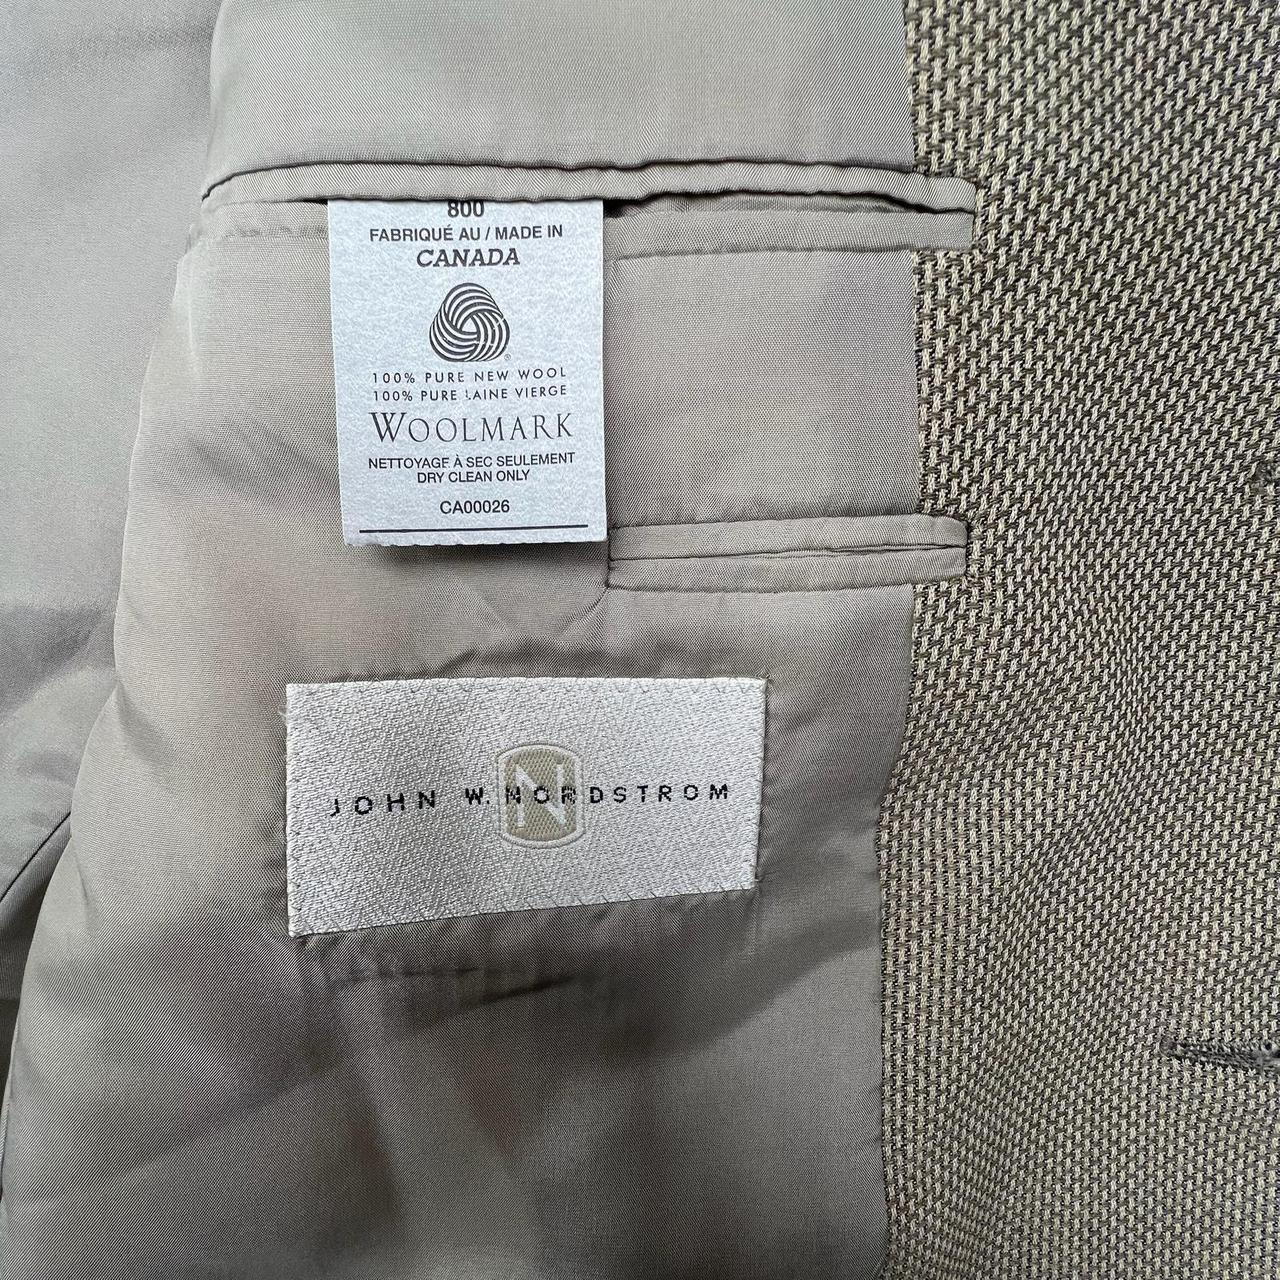 800
FABRIQUÉ AU / MADE IN
CANADA
100% PURE NEW WOOL
100% PURE LAINE VIERGE
WOOLMARK
NETTOYAGE À SEC SEULEMENT
DRY CLEAN ONLY
CA00026
N
JOHN W. NORDSTROM